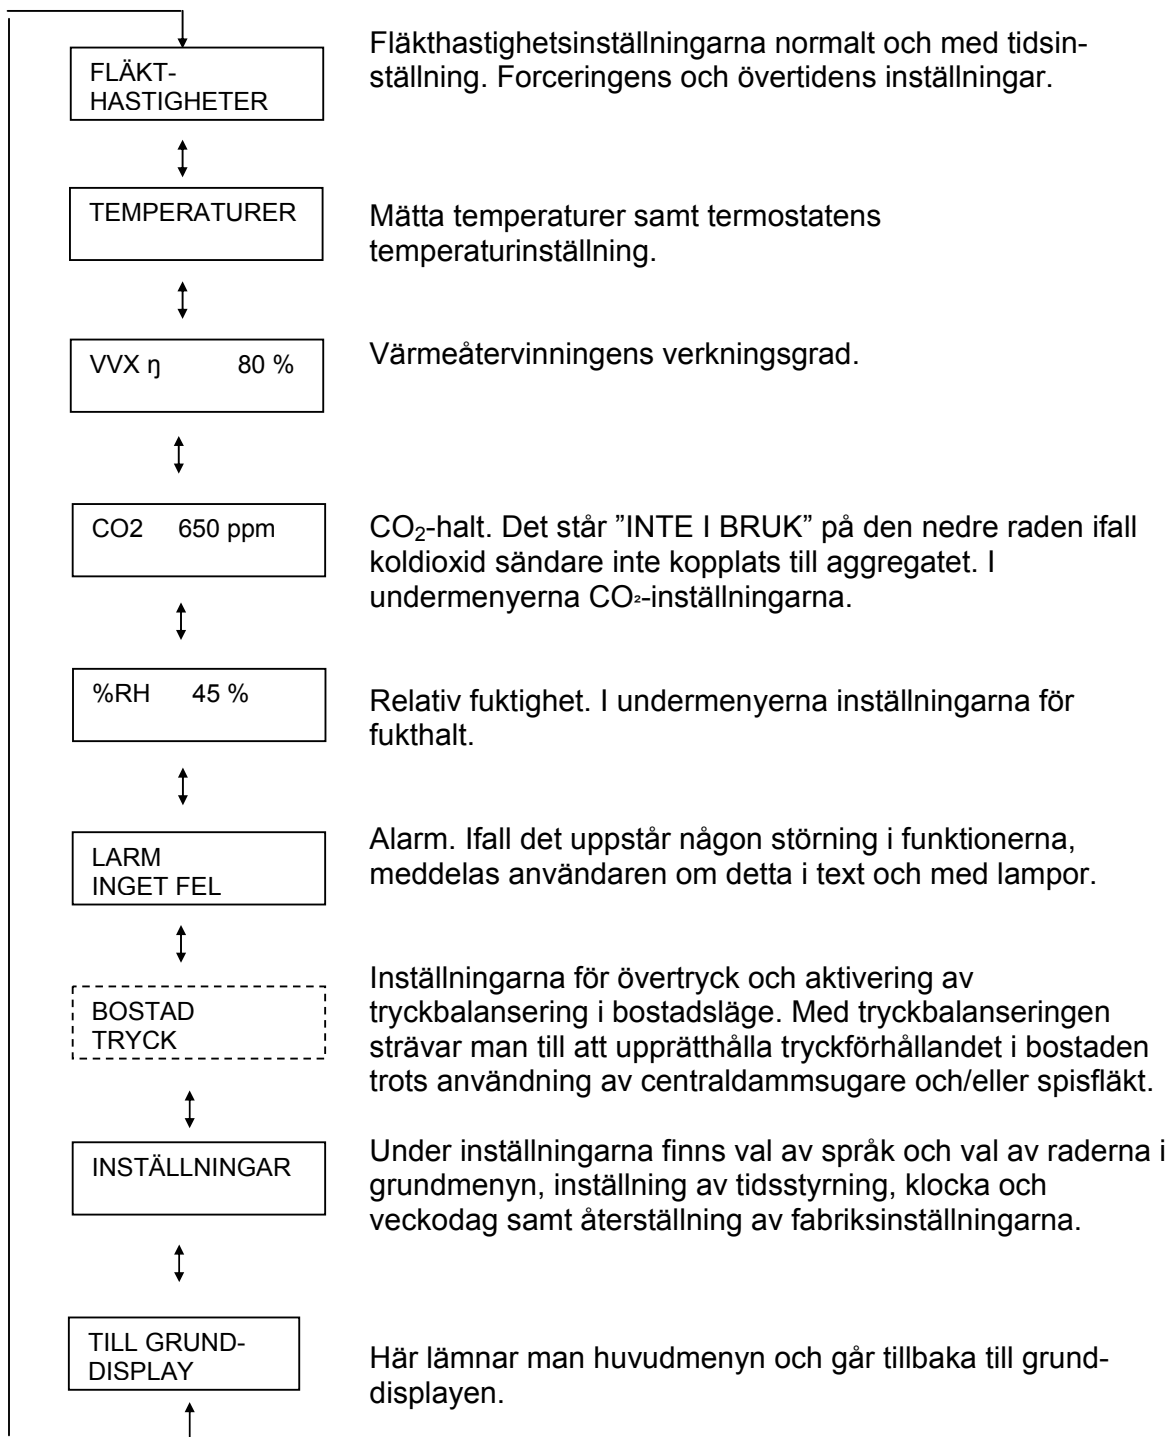 FLÄKT-
HASTIGHETER
Fläkthastighetsinställningarna normalt och med tidsin-
ställning. Forceringens och övertidens inställningar.
TEMPERATURER
Mätta temperaturer samt termostatens
temperaturinställning.
VVX ŋ 80 %
Värmeåtervinningens verkningsgrad.
CO2 650 ppm
CO₂-halt. Det står ”INTE I BRUK” på den nedre raden ifall
koldioxid sändare inte kopplats till aggregatet. I
undermenyerna CO₂-inställningarna.
%RH 45 %
Relativ fuktighet. I undermenyerna inställningarna för
fukthalt.
LARM
INGET FEL
Alarm. Ifall det uppstår någon störning i funktionerna,
meddelas användaren om detta i text och med lampor.
BOSTAD
TRYCK
Inställningarna för övertryck och aktivering av
tryckbalansering i bostadsläge. Med tryckbalanseringen
strävar man till att upprätthålla tryckförhållandet i bostaden
trots användning av centraldammsugare och/eller spisfläkt.
INSTÄLLNINGAR
Under inställningarna finns val av språk och val av raderna i
grundmenyn, inställning av tidsstyrning, klocka och
veckodag samt återställning av fabriksinställningarna.
TILL GRUND-
DISPLAY
Här lämnar man huvudmenyn och går tillbaka till grund-
displayen.